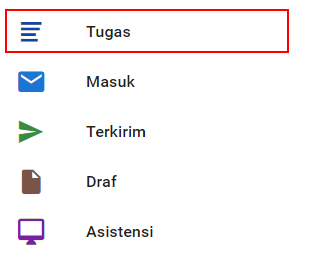 Tugas
Masuk
Terkirim
Draf
Asistensi